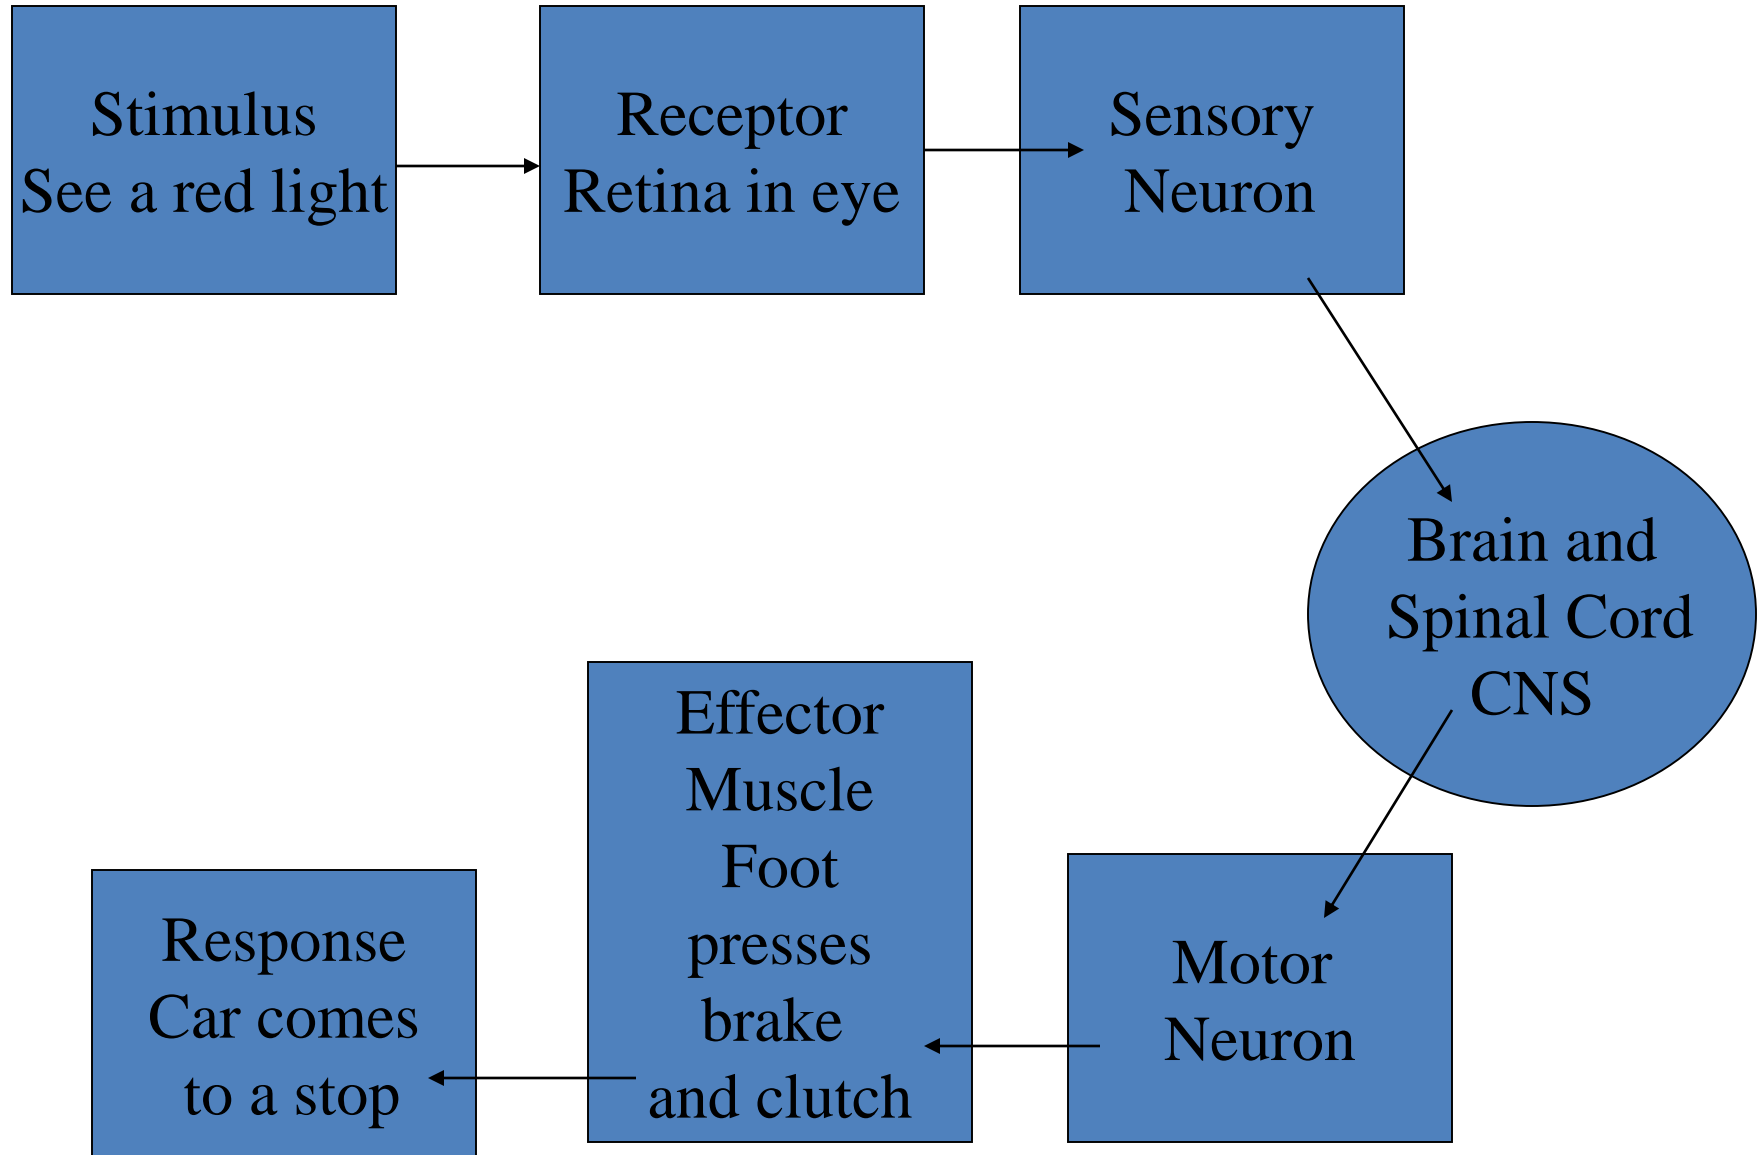 Stimulus
See a red light
Receptor
Retina in eye
Sensory
Neuron
Brain and
Spinal Cord
CNS
Motor
Neuron
Effector
Muscle
Foot
presses
brake
and clutch
Response
Car comes
to a stop